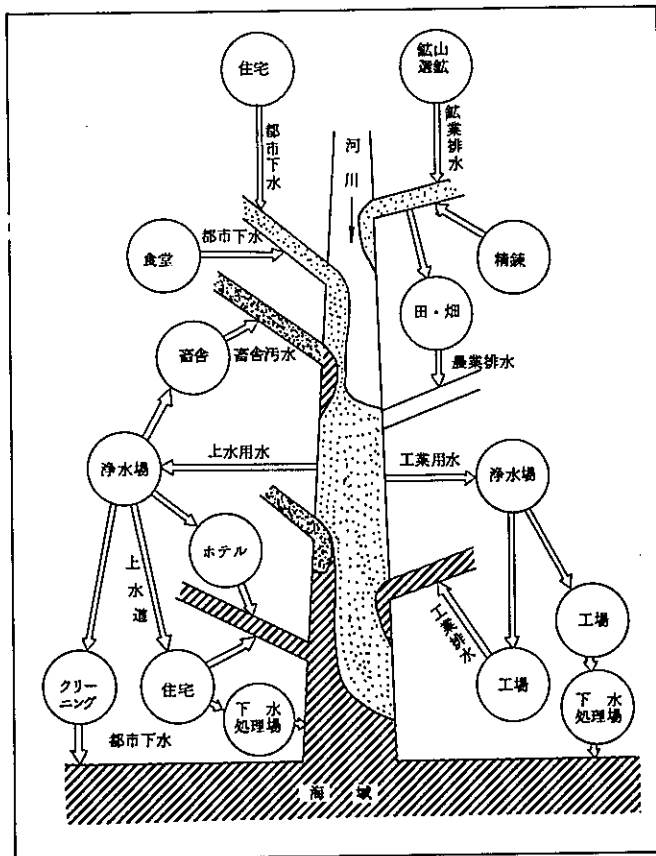 住宅
鉱山
選鉱
都市下水
鉱業排水
河川
食堂
都市下水
精錬
田・畑
畜舎
畜舎汚水
農業排水
浄水場
上水用水
工業用水
浄水場
ホテル
上水道
工場
工業排水
クリー
ニング
住宅
下水
処理場
工場
下水
処理場
都市下水
海域